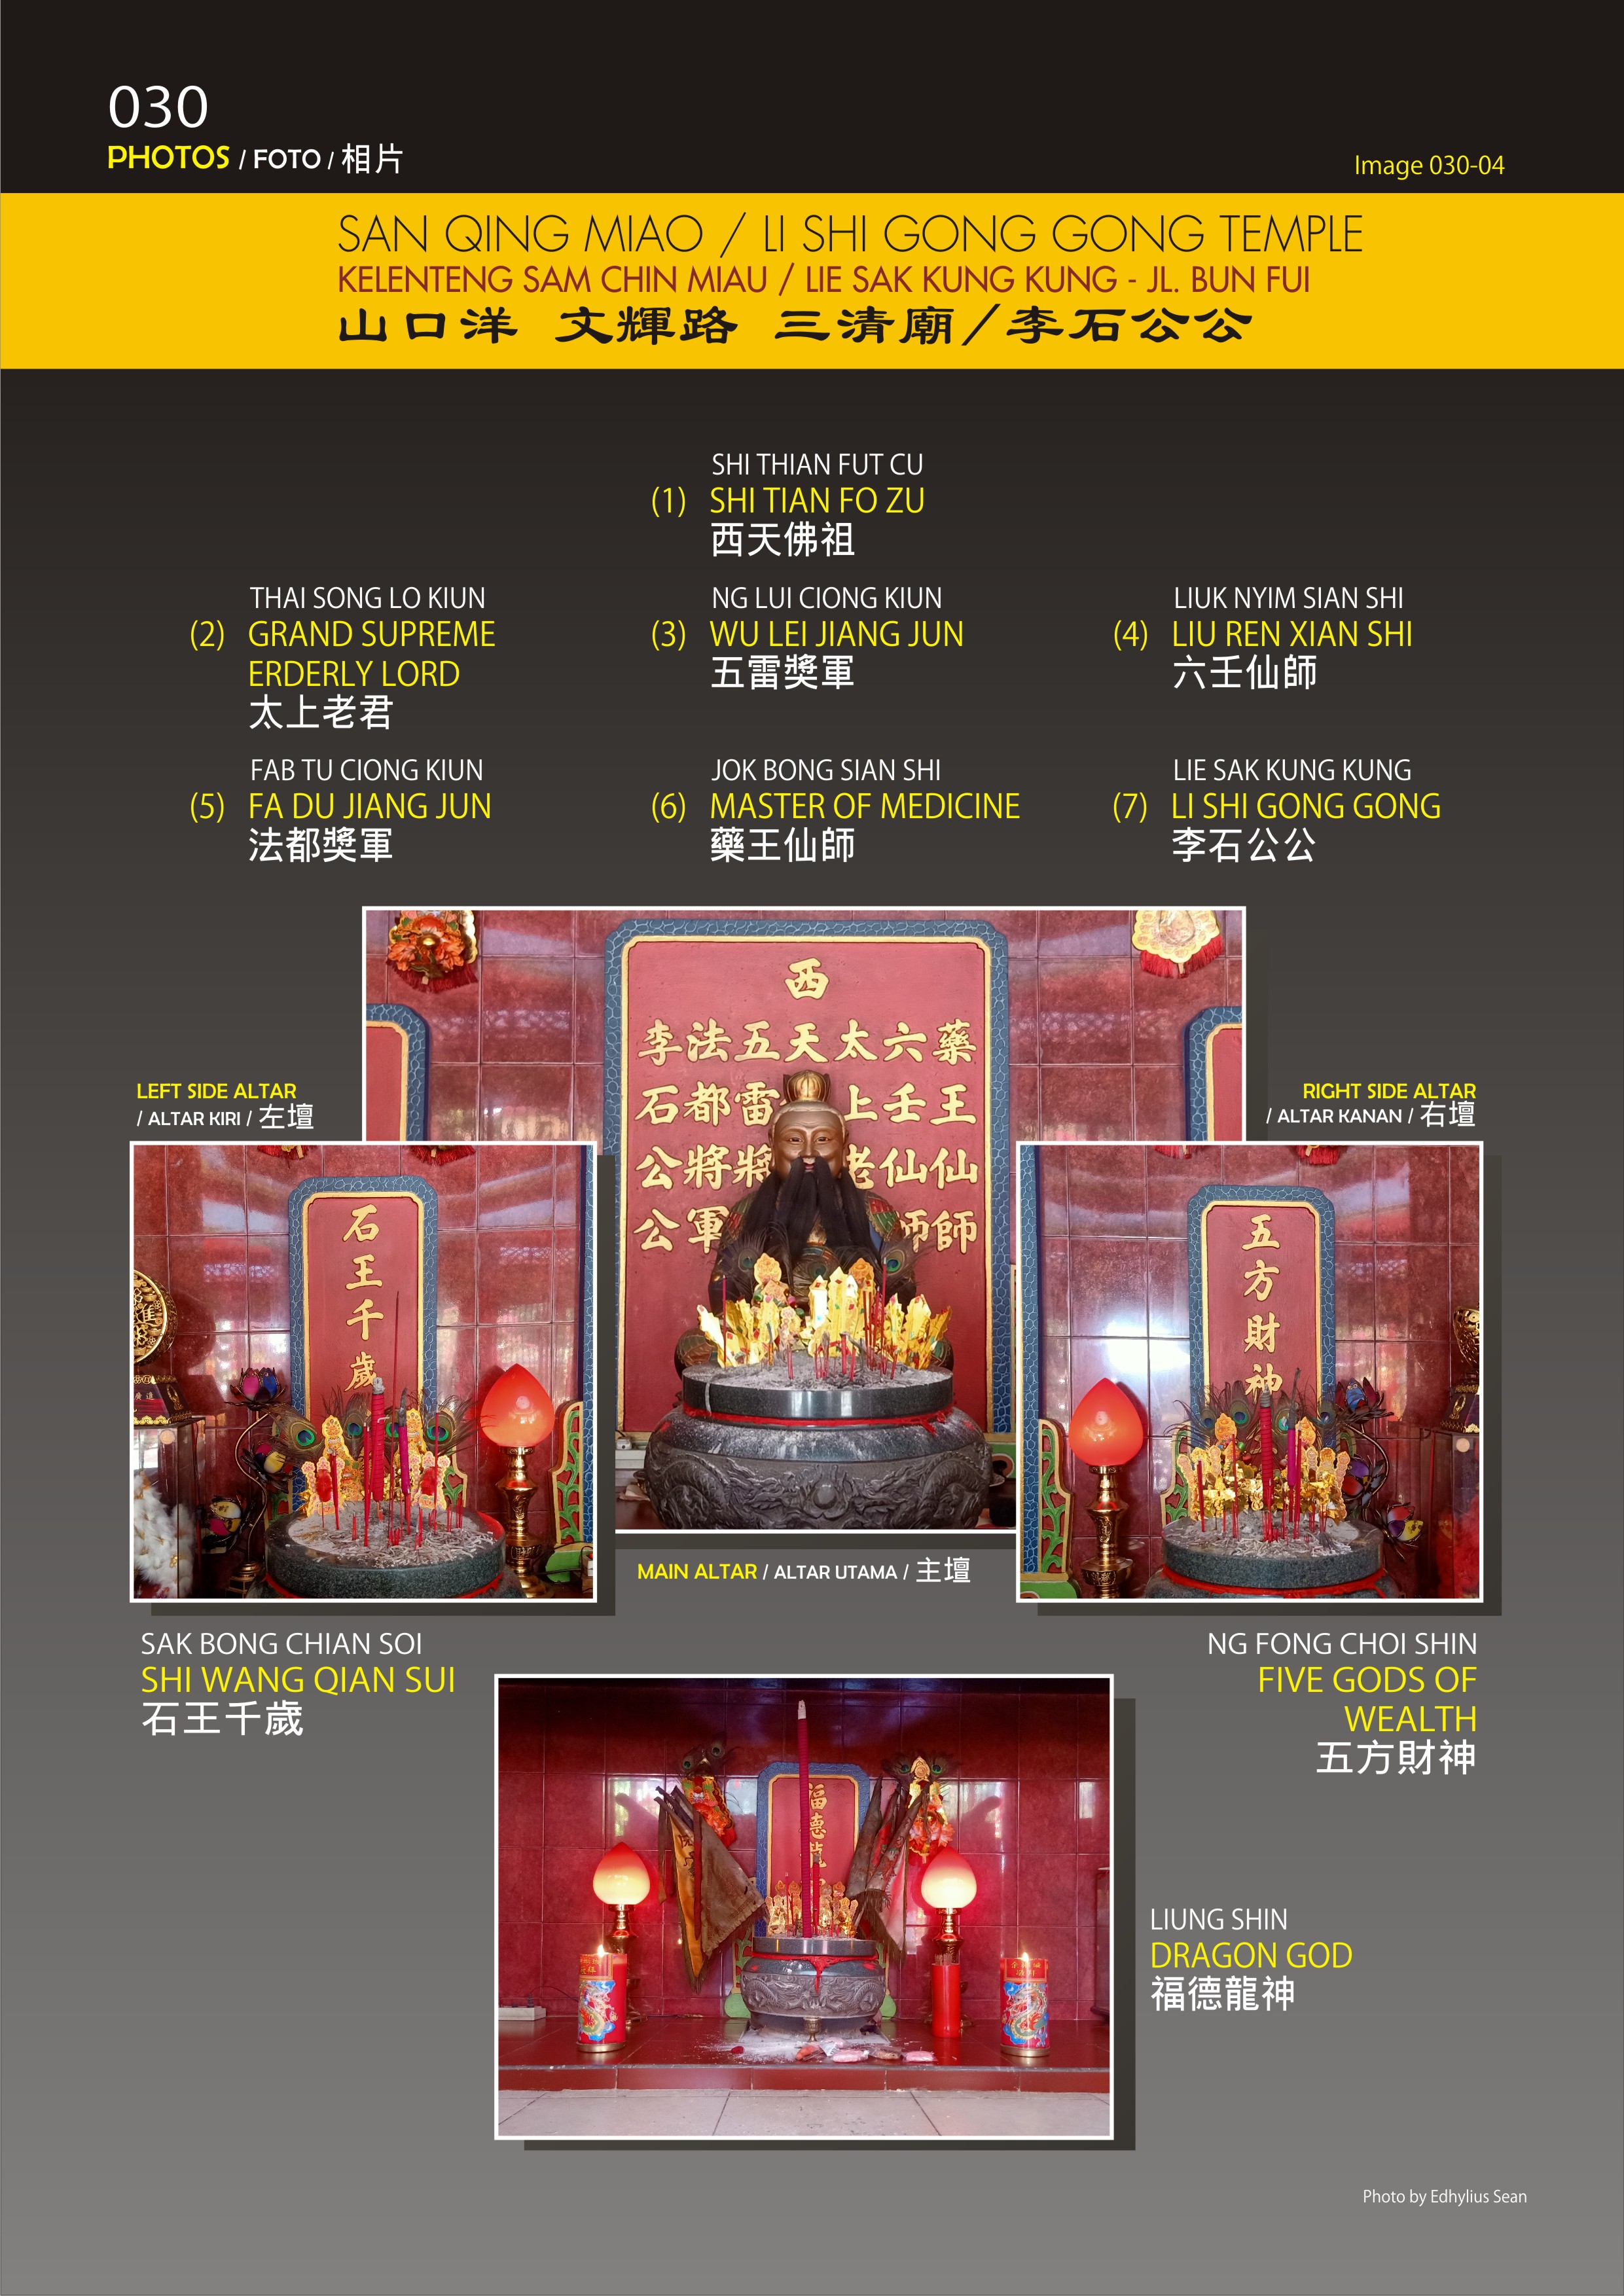 030
PHOTOS / FOTO / 相片
Image 030-04
SAN QING MIAO / LI SHI GONG GONG TEMPLE
KELENTENG SAM CHIN MIAU / LIE SAK KUNG KUNG - JL. BUN FUI
山口洋 文輝路 三清廟/李石公公
SHI THIAN FUT CU
(1) SHI TIAN FO ZU
西天佛祖
THAI SONG LO KIUN
(2) GRAND SUPREME
ERDERLY LORD
太上老君
NG LUI CIONG KIUN
(3) WU LEI JIANG JUN
五雷獎軍
LIUK NYIM SIAN SHI
(4) LIU REN XIAN SHI
六壬仙師
FAB TU CIONG KIUN
(5) FA DU JIANG JUN
法都獎軍
JOK BONG SIAN SHI
(6) MASTER OF MEDICINE
藥王仙師
LIE SAK KUNG KUNG
(7) LI SHI GONG GONG
李石公公
西
李法五天太六藥
石都雷上壬王
公將將老仙仙
公軍師師
LEFT SIDE ALTAR
/ ALTAR KIRI / 左壇
石王千歲
RIGHT SIDE ALTAR
/ ALTAR KANAN / 右壇
五方財神
MAIN ALTAR / ALTAR UTAMA / 主壇
SAK BONG CHIAN SOI
SHI WANG QIAN SUI
石王千歲
NG FONG CHOI SHIN
FIVE GODS OF
WEALTH
五方財神
福德龍
LIUNG SHIN
DRAGON GOD
福德龍神
Photo by Edhylius Sean